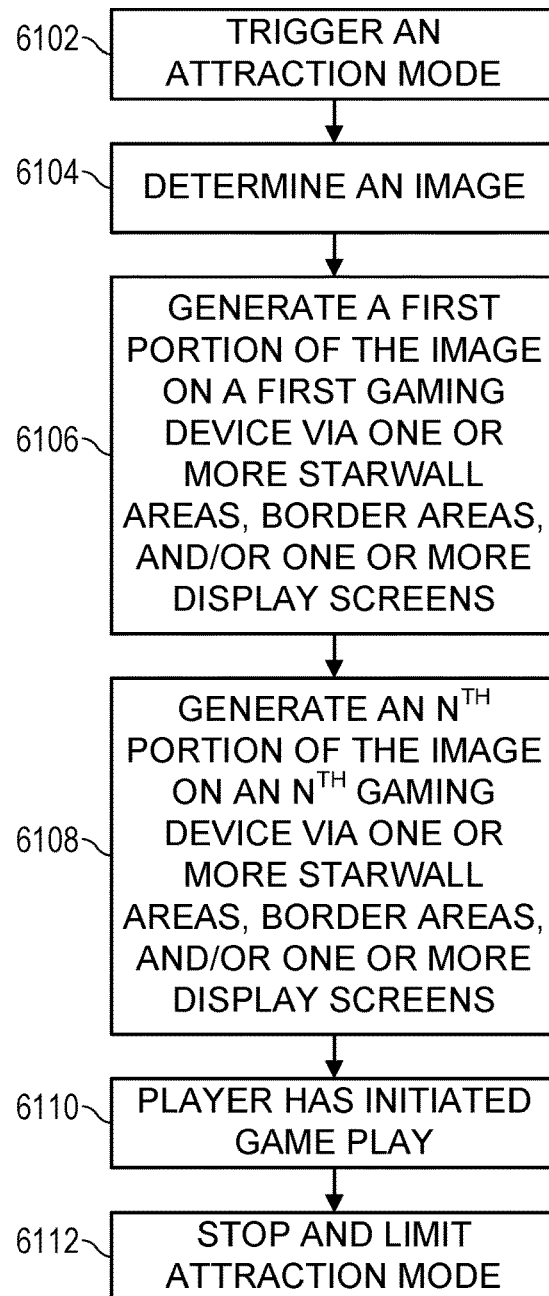 6102
TRIGGER AN
ATTRACTION MODE
6104
DETERMINE AN IMAGE
6106
GENERATE A FIRST
PORTION OF THE IMAGE
ON A FIRST GAMING
DEVICE VIA ONE OR
MORE STARWALL
AREAS, BORDER AREAS,
AND/OR ONE OR MORE
DISPLAY SCREENS
6108
GENERATE AN NTH
PORTION OF THE IMAGE
ON AN NTH GAMING
DEVICE VIA ONE OR
MORE STARWALL
AREAS, BORDER AREAS,
AND/OR ONE OR MORE
DISPLAY SCREENS
6110
PLAYER HAS INITIATED
GAME PLAY
6112
STOP AND LIMIT
ATTRACTION MODE